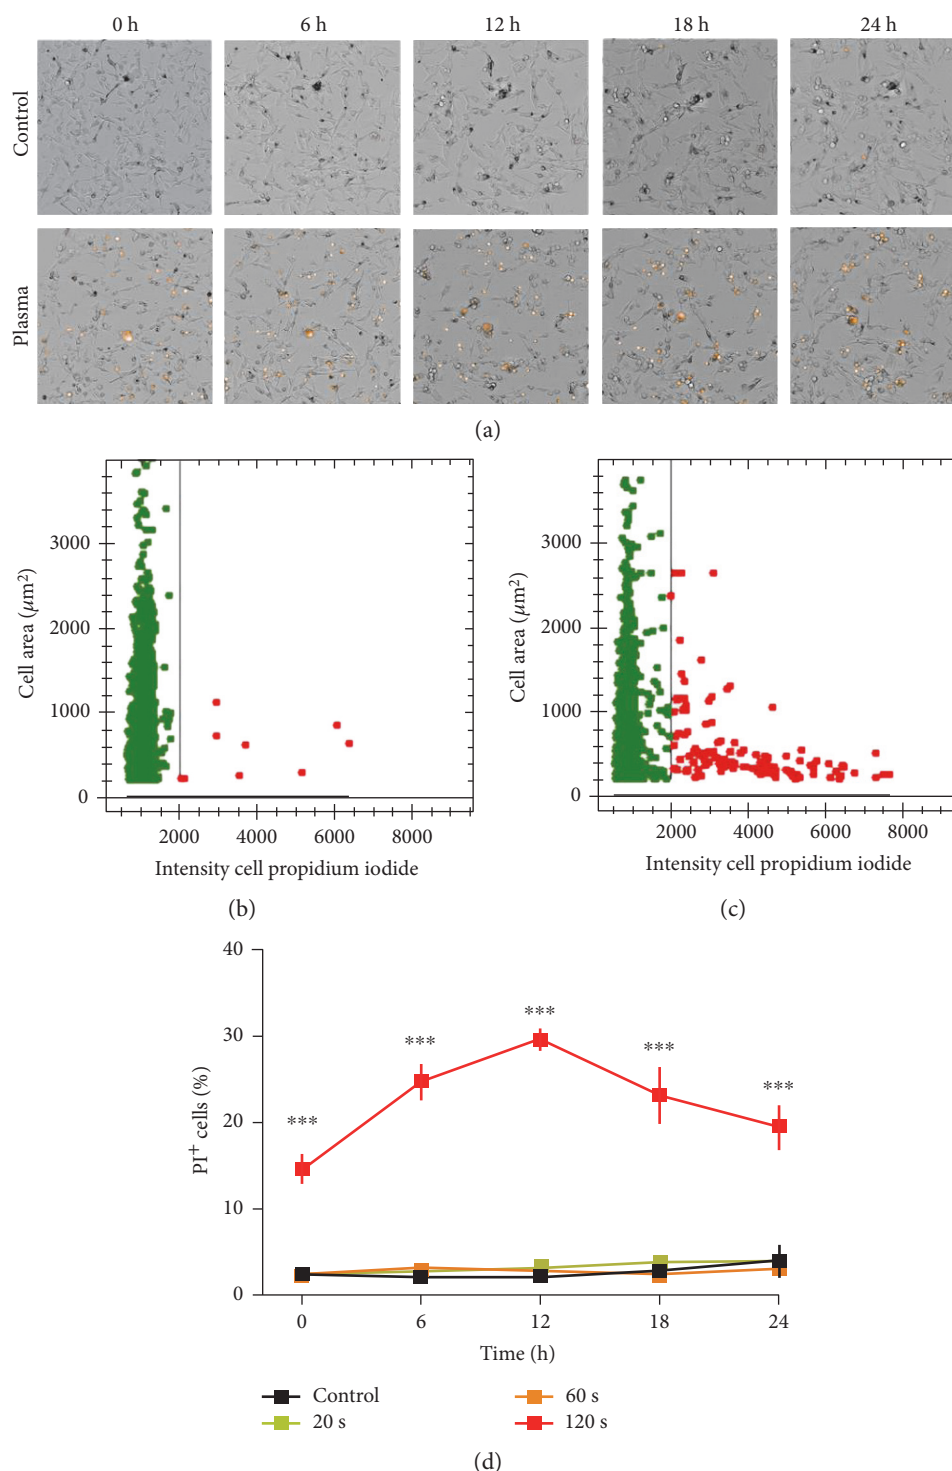 0 h 6 h 12 h 18 h 24 h
Control
Plasma
(a)
Cell area (μm²)
3000
2000
1000
0
2000 4000 6000 8000
Intensity cell propidium iodide
(b)
Cell area (μm²)
3000
2000
1000
0
2000 4000 6000 8000
Intensity cell propidium iodide
(c)
PI⁺ cells (%)
40
30
20
10
0
*** *** *** *** ***
0 6 12 18 24
Time (h)
Control 60 s
20 s 120 s
(d)